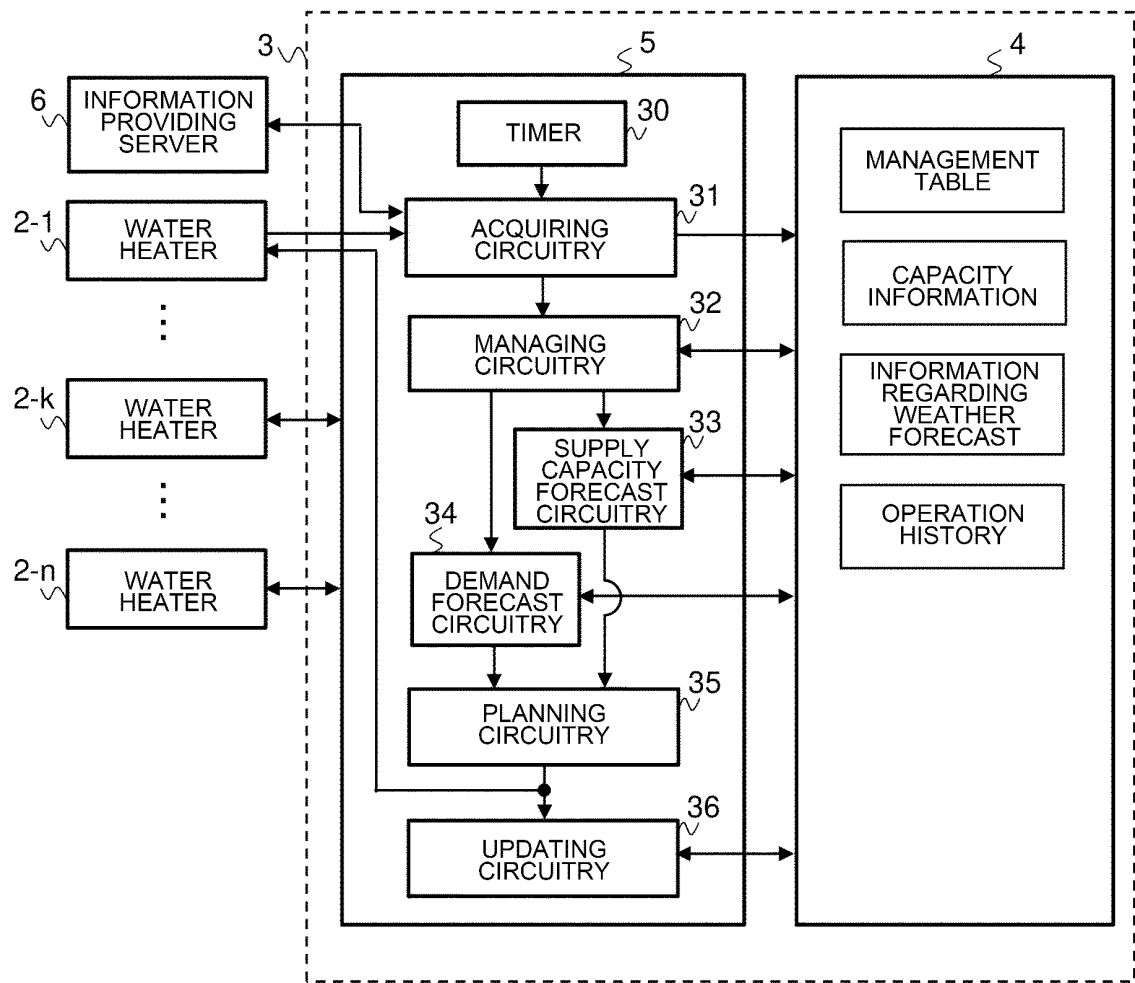 3
5
4
6
INFORMATION
PROVIDING
SERVER
TIMER
30
MANAGEMENT
TABLE
2-1
WATER
HEATER
ACQUIRING
CIRCUITRY
31
CAPACITY
INFORMATION
MANAGING
CIRCUITRY
32
2-k
WATER
HEATER
INFORMATION
REGARDING
WEATHER
FORECAST
SUPPLY
CAPACITY
FORECAST
CIRCUITRY
33
OPERATION
HISTORY
2-n
WATER
HEATER
34
DEMAND
FORECAST
CIRCUITRY
PLANNING
CIRCUITRY
35
UPDATING
CIRCUITRY
36